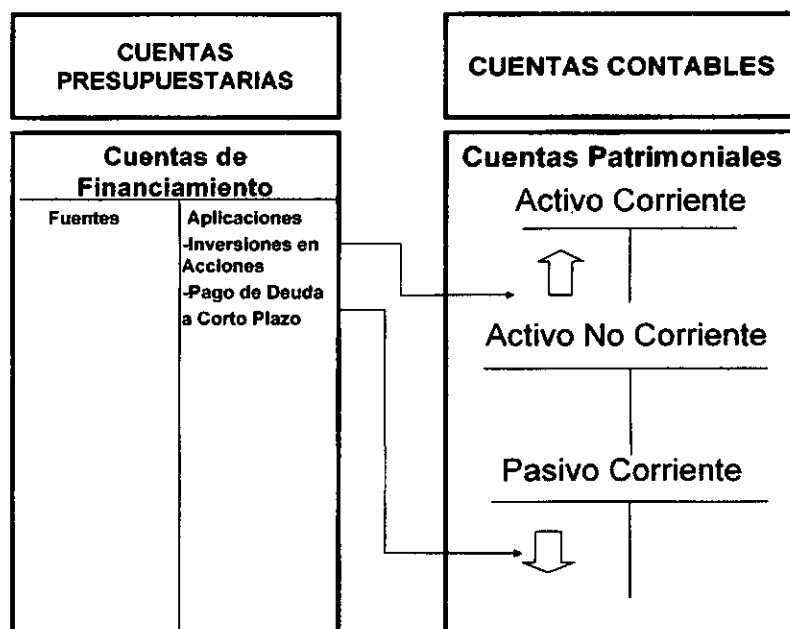 CUENTAS
PRESUPUESTARIAS
CUENTAS CONTABLES
Cuentas de
Financiamiento
Fuentes
Aplicaciones
-Inversiones en
Acciones
-Pago de Deuda
a Corto Plazo
Cuentas Patrimoniales
Activo Corriente
Activo No Corriente
Pasivo Corriente